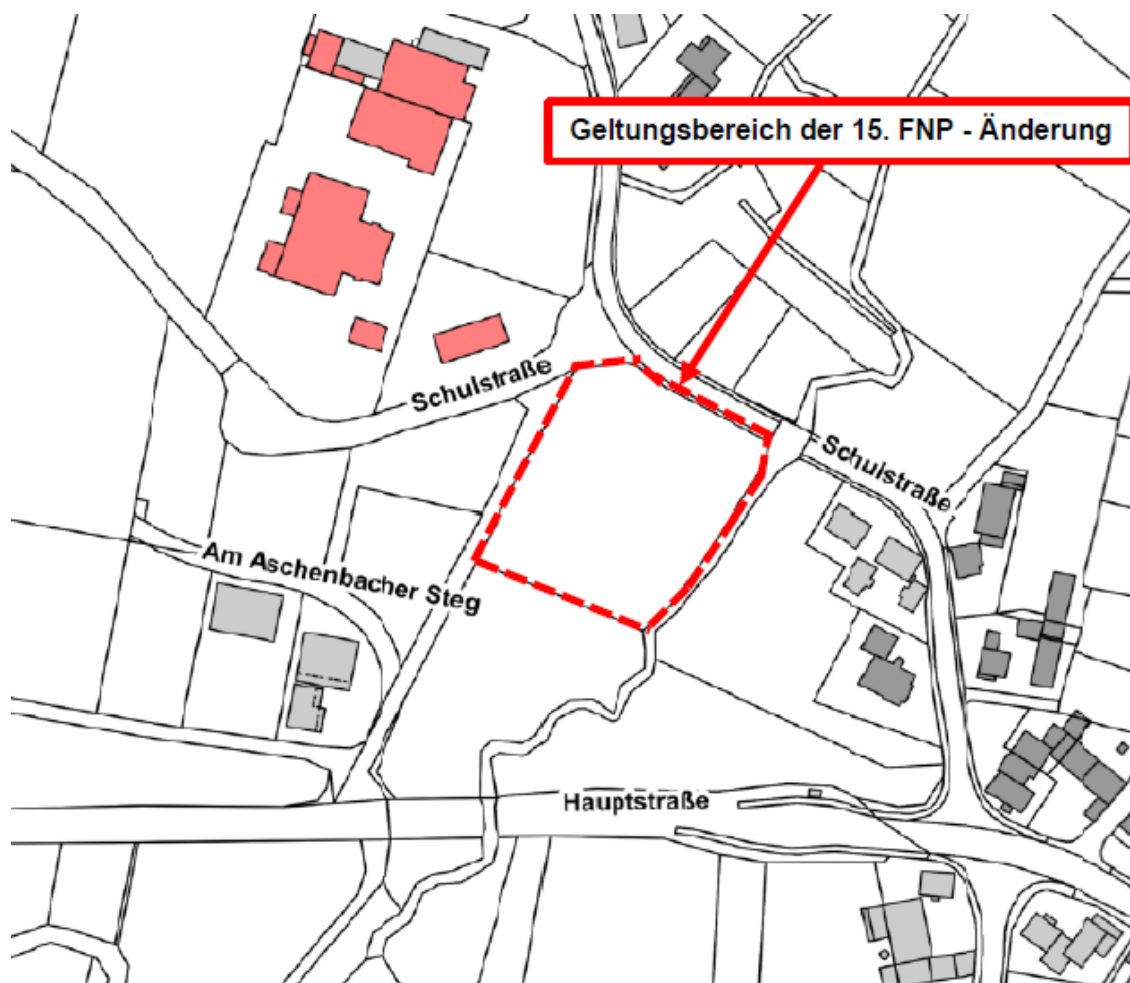 Geltungsbereich der 15. FNP - Änderung
Schulstraße
Schulstraße
Am Aschenbacher Steg
Hauptstraße